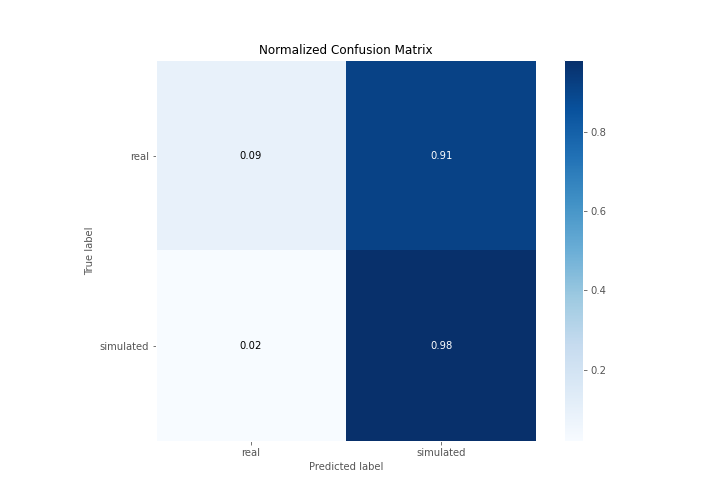 Normalized Confusion Matrix
True label
real
simulated
0.09
0.91
0.02
0.98
real
simulated
Predicted label
0.8
0.6
0.4
0.2